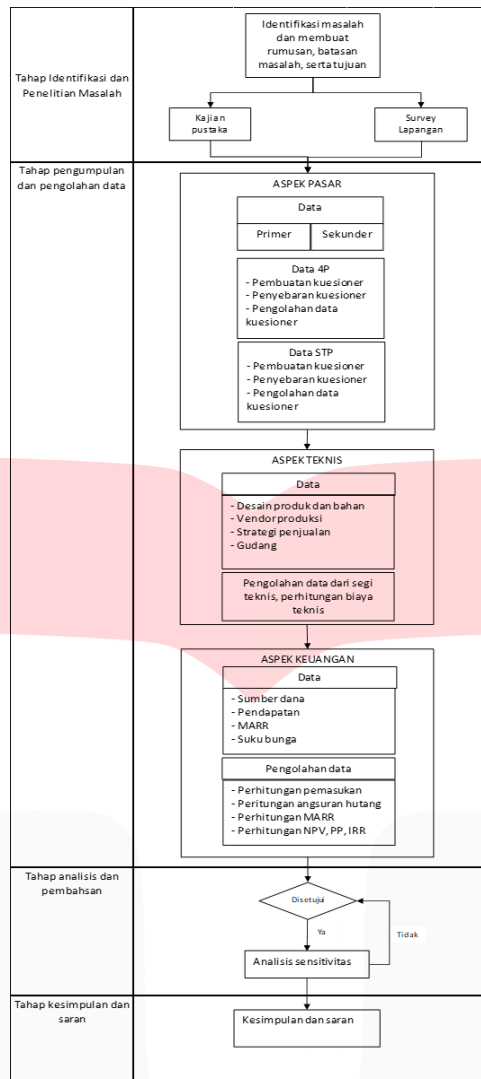 Identifikasi masalah
dan membuat
rumusan, batasan
masalah, serta tujuan
Tahap Identifikasi dan
Penelitian Masalah
Kajian
pustaka
Survey
Lapangan
Tahap pengumpulan
dan pengolahan data
ASPEK PASAR
Data
Primer
Sekunder
Data 4P
- Pembuatan kuesioner
- Penyebaran kuesioner
- Pengolahan data
kuesioner
Data STP
- Pembuatan kuesioner
- Penyebaran kuesioner
- Pengolahan data
kuesioner
ASPEK TEKNIS
Data
- Desain produk dan bahan
- Vendor produksi
- Strategi penjualan
- Gudang
Pengolahan data dari segi
teknis, perhitungan biaya
teknis
ASPEK KEUANGAN
Data
- Sumber dana
- Pendapatan
- MARR
- Suku bunga
Pengolahan data
- Perhitungan pemasukan
- Peritungan angsuran hutang
- Perhitungan MARR
- Perhitungan NPV, PP, IRR
Tahap analisis dan
pembahsan
Disetujui
Ya
Tidak
Analisis sensitivitas
Tahap kesimpulan dan
saran
Kesimpulan dan saran